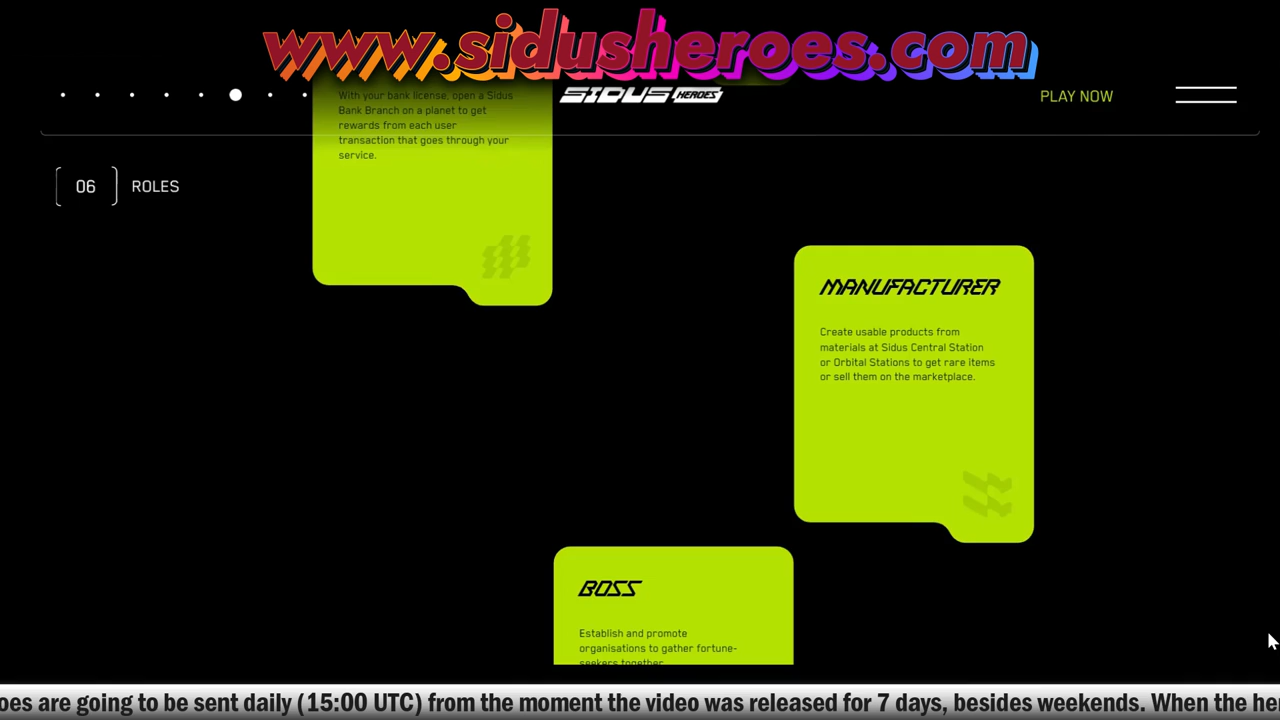 www.sidusheroes.com
With your bank license, open a Sidus
Bank Branch on a planet to get
rewards from each user
transaction that goes through your
service.
SIDUS HEROES
PLAY NOW
06 ROLES
MANUFACTURER
Create usable products from
materials at Sidus Central Station
or Orbital Stations to get rare items
or sell them on the marketplace.
BOSS
Establish and promote
organisations to gather fortune-
seekers together
oes are going to be sent daily (15:00 UTC) from the moment the video was released for 7 days, besides weekends. When the he